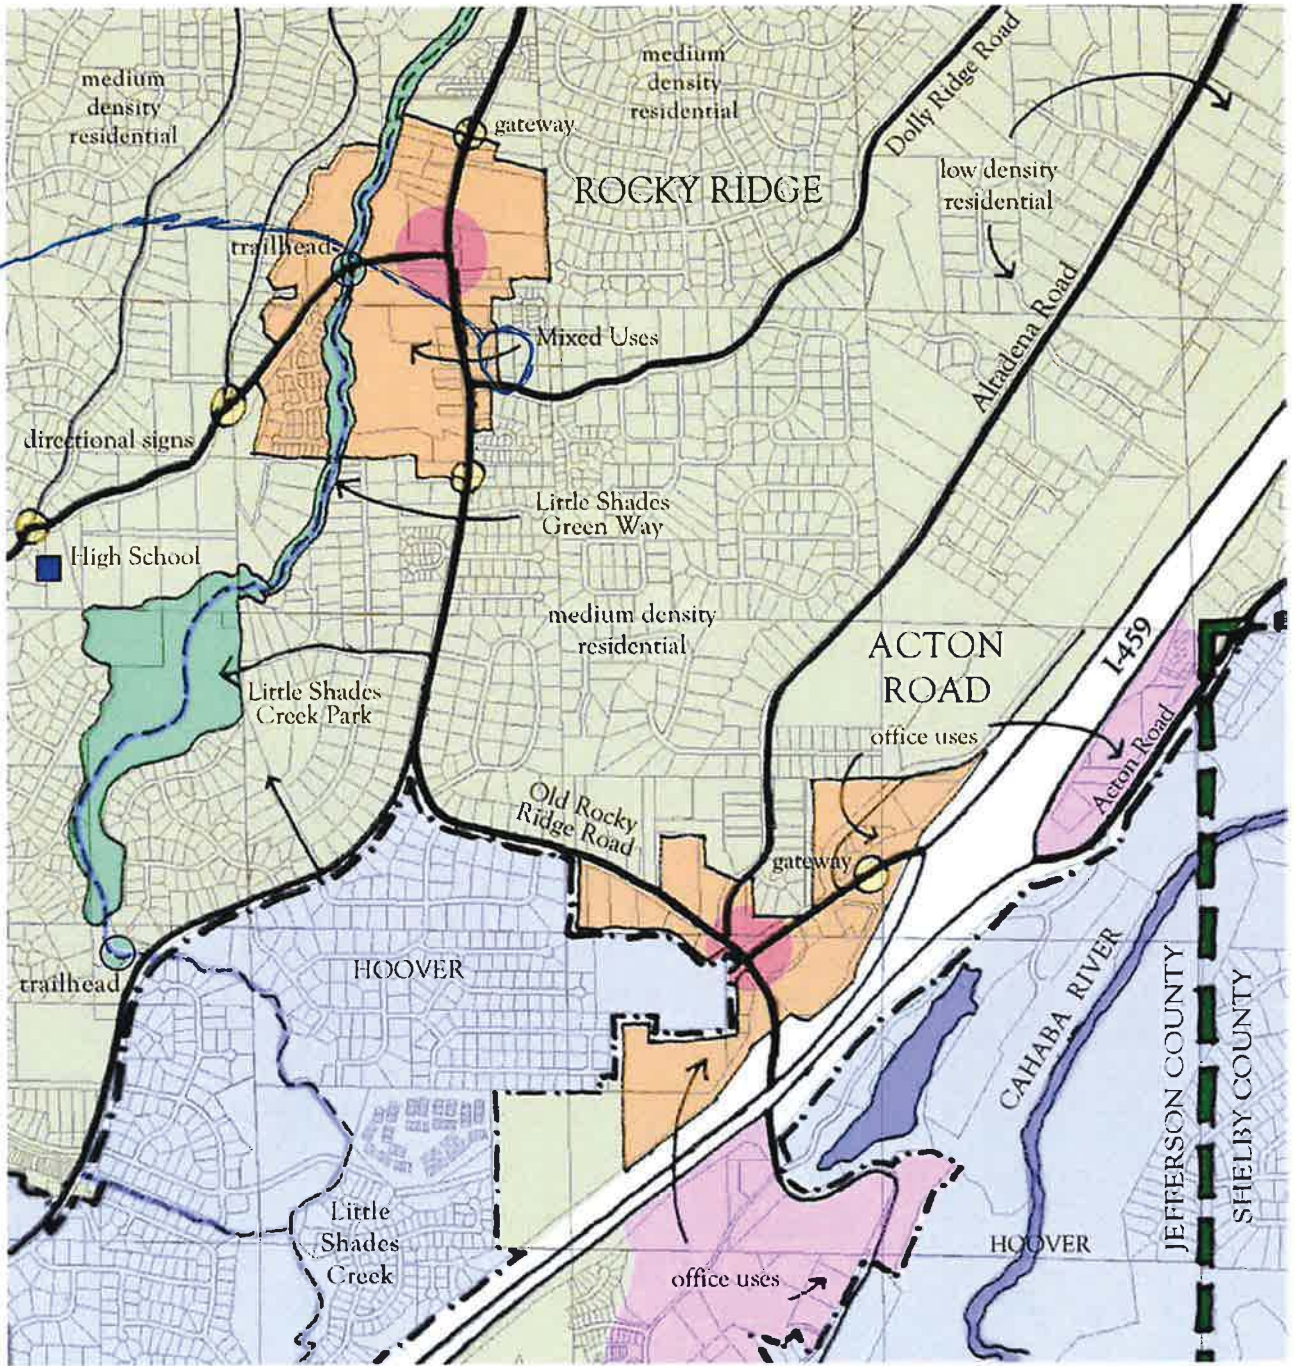 medium
density
residential
medium
density
residential
Dolly Ridge Road
gateway
ROCKY RIDGE
low density
residential
trailhead
Mixed Uses
Altadena Road
directional signs
Little Shades
Green Way
High School
medium density
residential
ACTON
ROAD
I-459
Little Shades
Creek Park
office uses
Acton Road
Old Rocky
Ridge Road
gateway
HOOVER
trailhead
CAHABA RIVER
JEFFERSON COUNTY
SHELBY COUNTY
Little
Shades
Creek
HOOVER
office uses